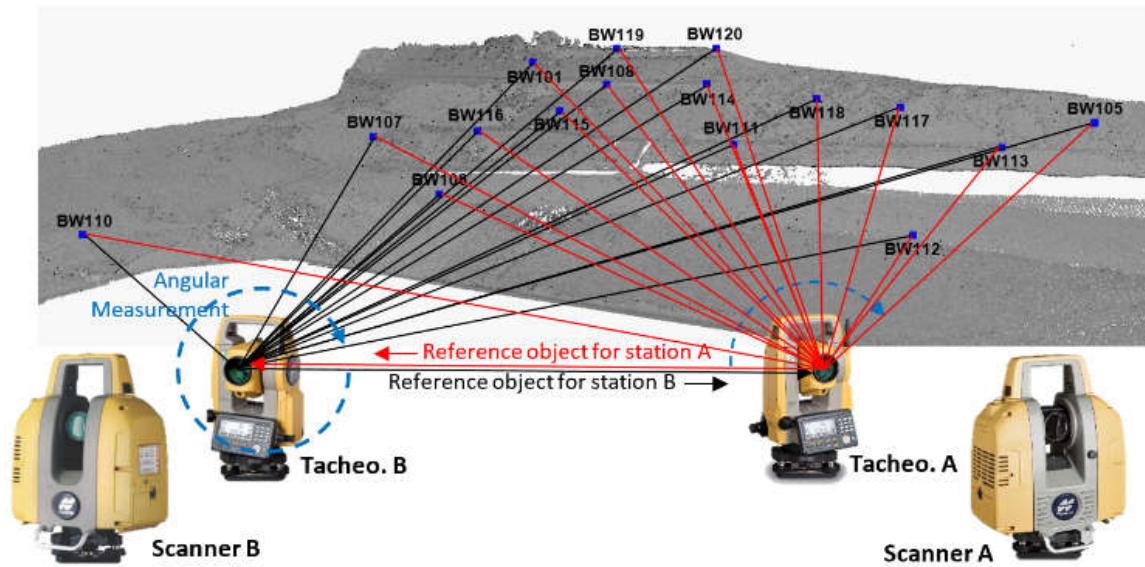 BW119
BW120
BW101
BW108
BW114
BW118
BW117
BW105
BW107
BW116
BW115
BW111
BW113
BW110
BW112
Angular
Measurement
Reference object for station A
Reference object for station B
Tacheo. B
Tacheo. A
Scanner B
Scanner A